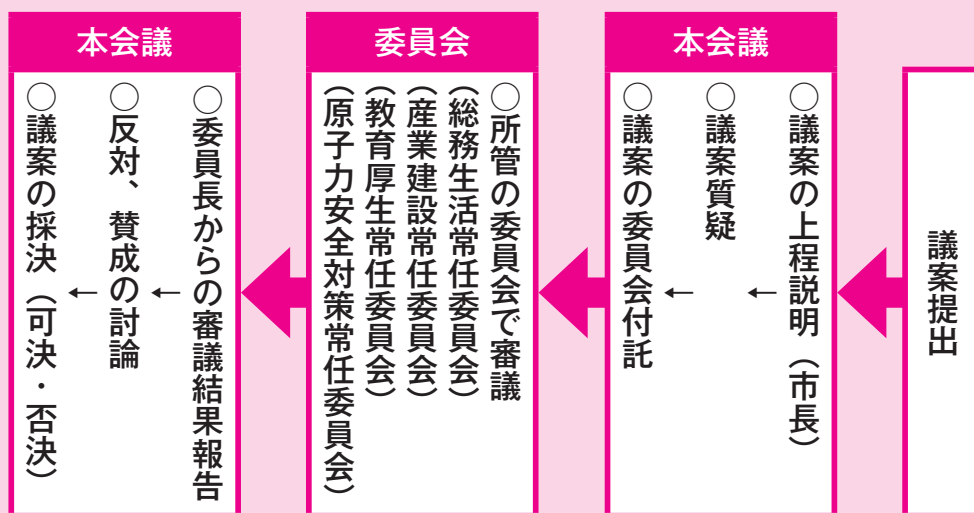 議案提出
本会議
○議案の上程説明（市長）
○議案質疑
○議案の委員会付託
委員会
○所管の委員会で審議
（総務生活常任委員会）
（産業建設常任委員会）
（教育厚生常任委員会）
（原子力安全対策常任委員会）
本会議
○委員長からの審議結果報告
○反対、賛成の討論
○議案の採決（可決・否決）